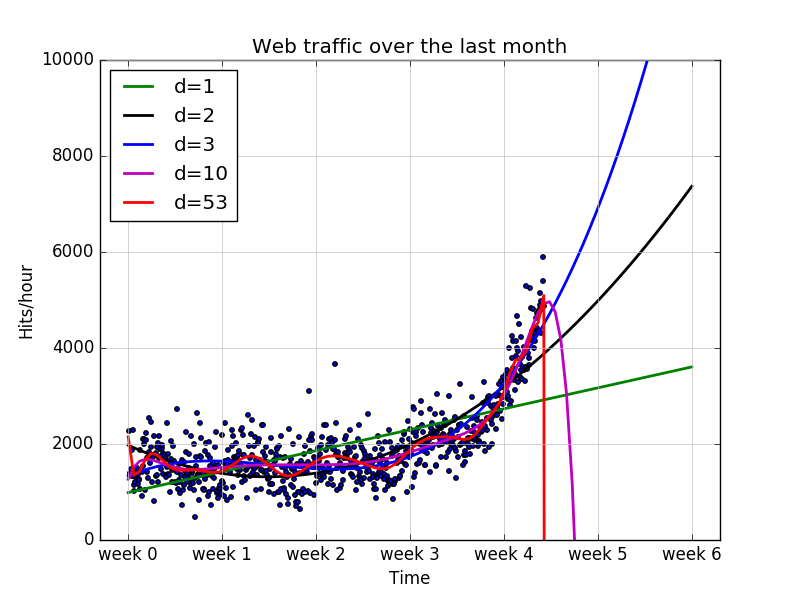 Web traffic over the last month
10000
8000
6000
4000
2000
0
Hits/hour
d=1
d=2
d=3
d=10
d=53
week 0 week 1 week 2 week 3 week 4 week 5 week 6
Time